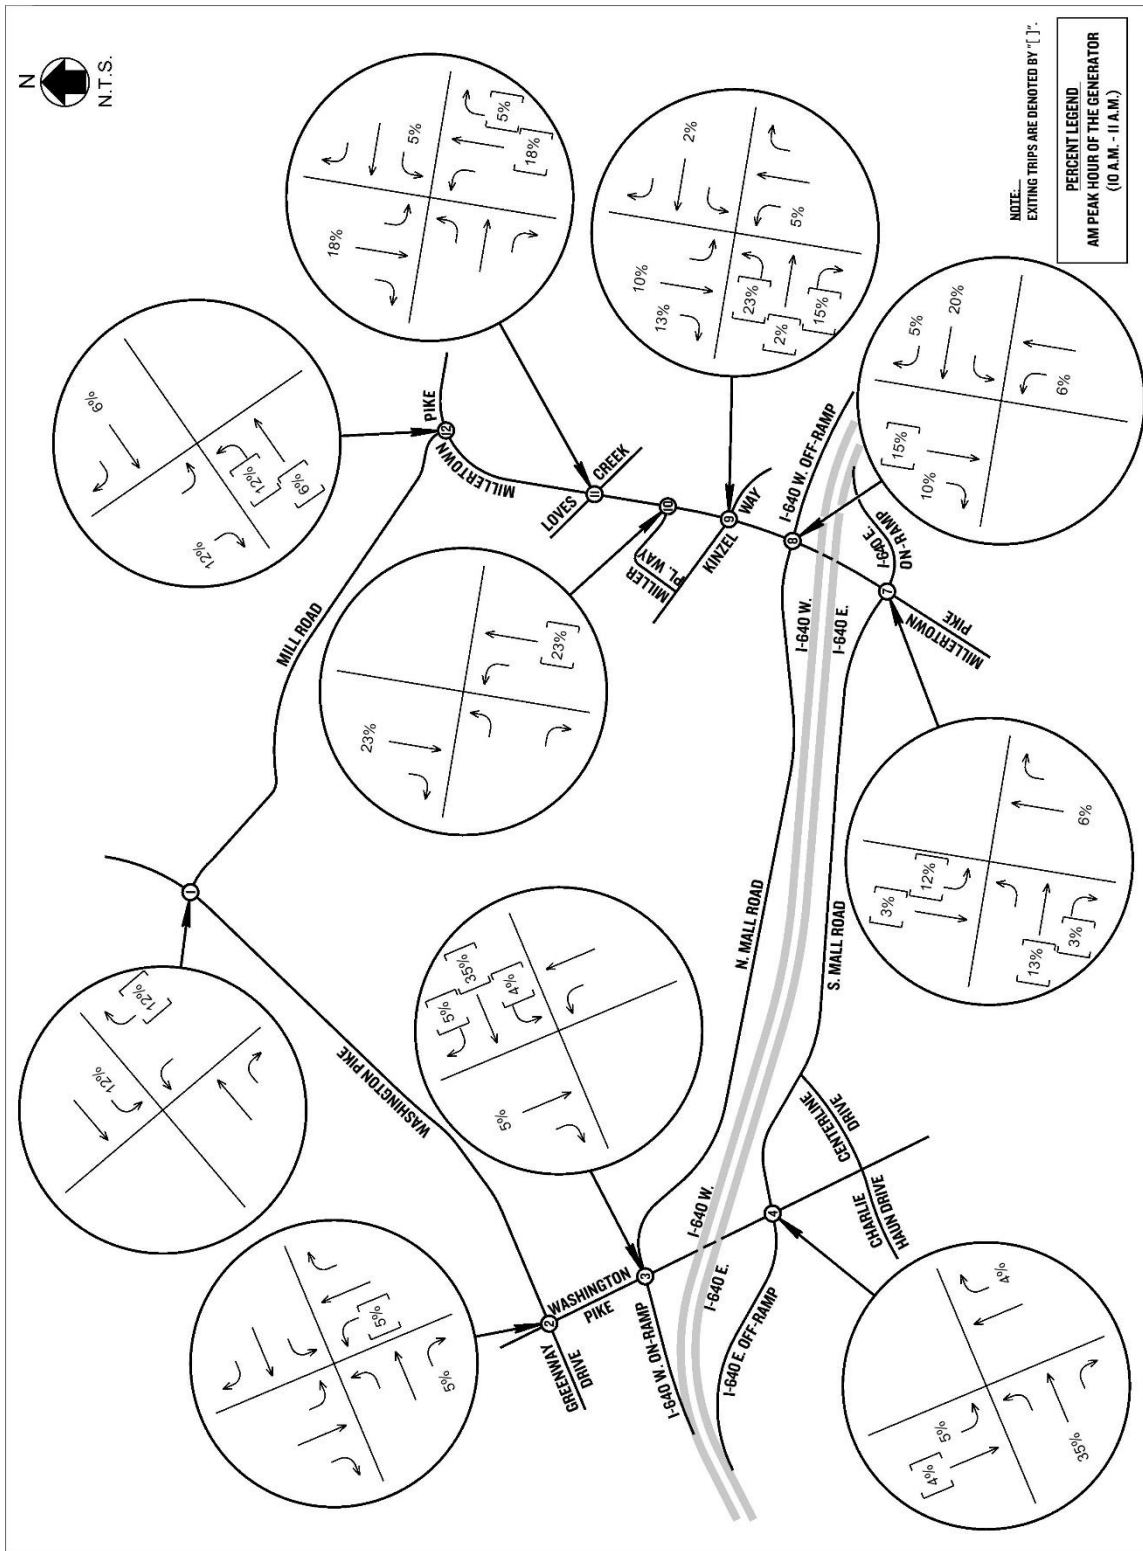 N
N.T.S.
12%
[12%]
6%
12%
[12%]
[6%]
18%
5%
[18%]
[5%]
[5%]
5%
5%
[5%]
[35%]
[4%]
23%
[23%]
10%
13%
2%
[23%]
[2%]
[15%]
5%
[4%]
5%
35%
4%
[3%]
[12%]
[13%]
[3%]
6%
[15%]
10%
5%
20%
6%
1
2
3
4
7
8
9
10
11
12
MILL ROAD
WASHINGTON PIKE
MILLERTOWN
PIKE
LOVES
CREEK
MILLER
PL. WAY
KINZEL
WAY
GREENWAY
DRIVE
WASHINGTON
PIKE
I-640 W. ON-RAMP
I-640 E. OFF-RAMP
I-640 W.
I-640 E.
N. MALL ROAD
S. MALL ROAD
I-640 W.
I-640 E.
I-640 W. OFF-RAMP
I-640 E.
ON-RAMP
MILLERTOWN
PIKE
CENTERLINE
DRIVE
CHARLIE
HAUN DRIVE
NOTE:
EXITING TRIPS ARE DENOTED BY "[ ]".
PERCENT LEGEND
AM PEAK HOUR OF THE GENERATOR
(10 A.M. - 11 A.M.)